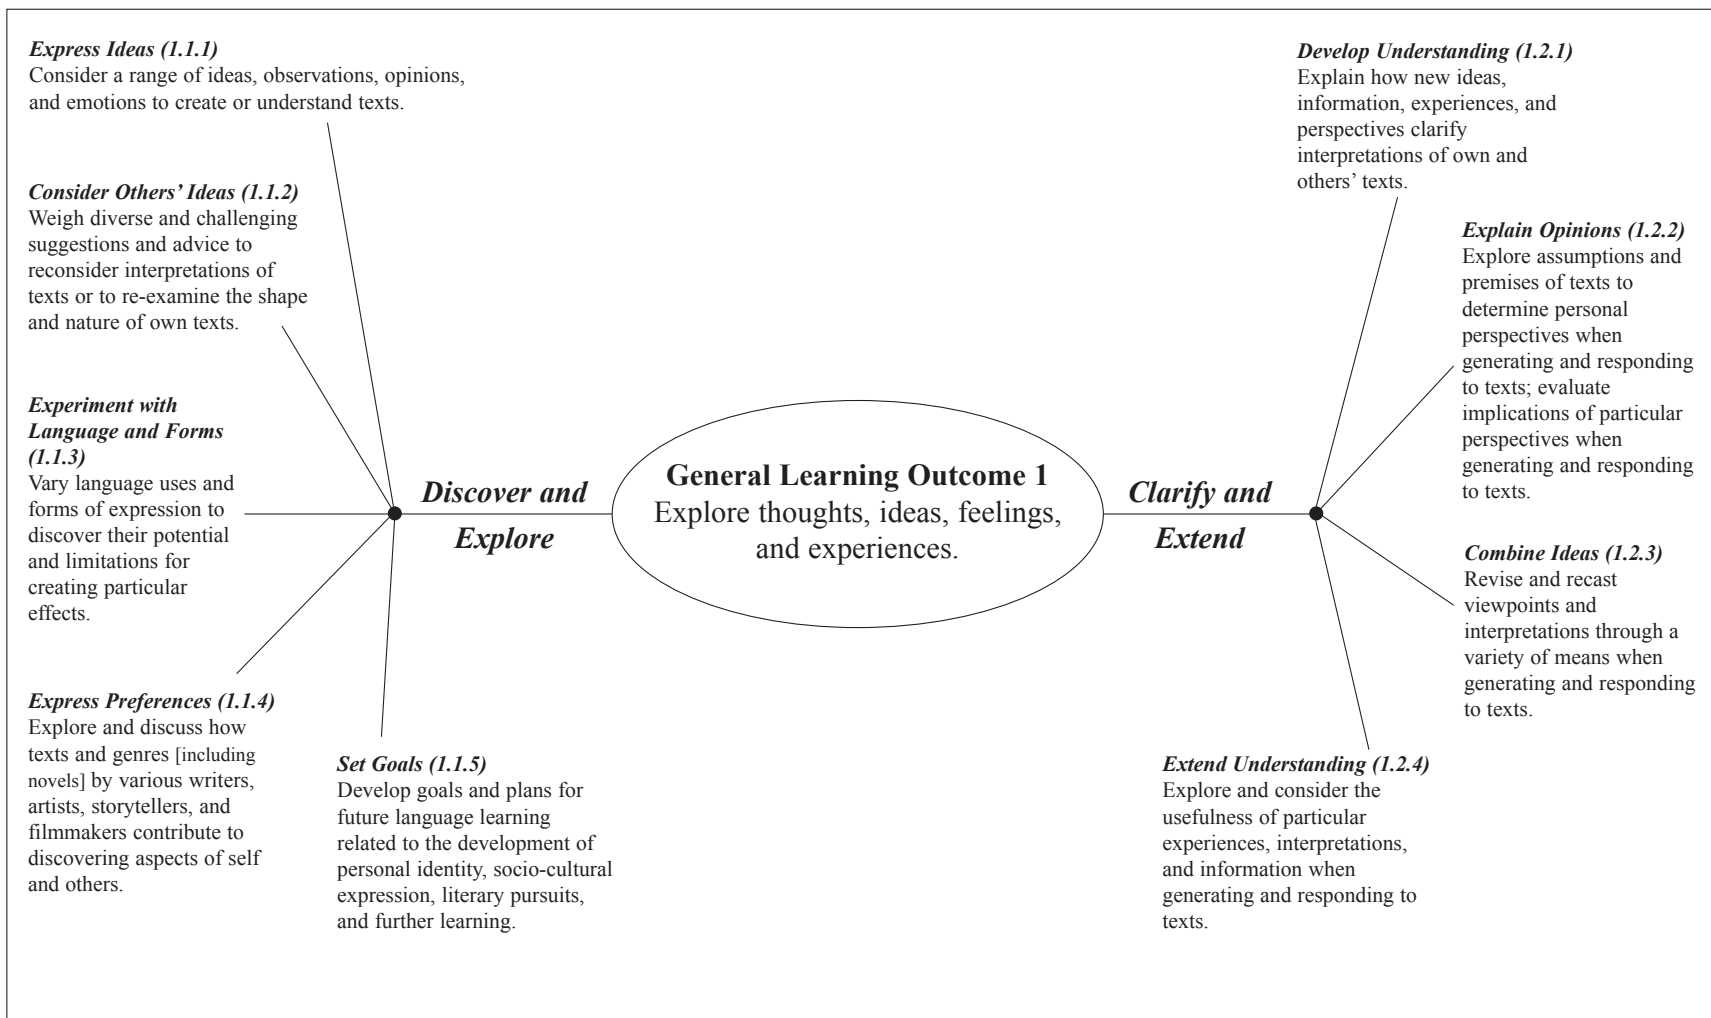 Express Ideas (1.1.1)
Consider a range of ideas, observations, opinions,
and emotions to create or understand texts.
Consider Others’ Ideas (1.1.2)
Weigh diverse and challenging
suggestions and advice to
reconsider interpretations of
texts or to re-examine the shape
and nature of own texts.
Experiment with
Language and Forms
(1.1.3)
Vary language uses and
forms of expression to
discover their potential
and limitations for
creating particular
effects.
Express Preferences (1.1.4)
Explore and discuss how
texts and genres [including
novels] by various writers,
artists, storytellers, and
filmmakers contribute to
discovering aspects of self
and others.
Set Goals (1.1.5)
Develop goals and plans for
future language learning
related to the development of
personal identity, socio-cultural
expression, literary pursuits,
and further learning.
Discover and
Explore
General Learning Outcome 1
Explore thoughts, ideas, feelings,
and experiences.
Clarify and
Extend
Develop Understanding (1.2.1)
Explain how new ideas,
information, experiences, and
perspectives clarify
interpretations of own and
others’ texts.
Explain Opinions (1.2.2)
Explore assumptions and
premises of texts to
determine personal
perspectives when
generating and responding
to texts; evaluate
implications of particular
perspectives when
generating and responding
to texts.
Combine Ideas (1.2.3)
Revise and recast
viewpoints and
interpretations through a
variety of means when
generating and responding
to texts.
Extend Understanding (1.2.4)
Explore and consider the
usefulness of particular
experiences, interpretations,
and information when
generating and responding to
texts.